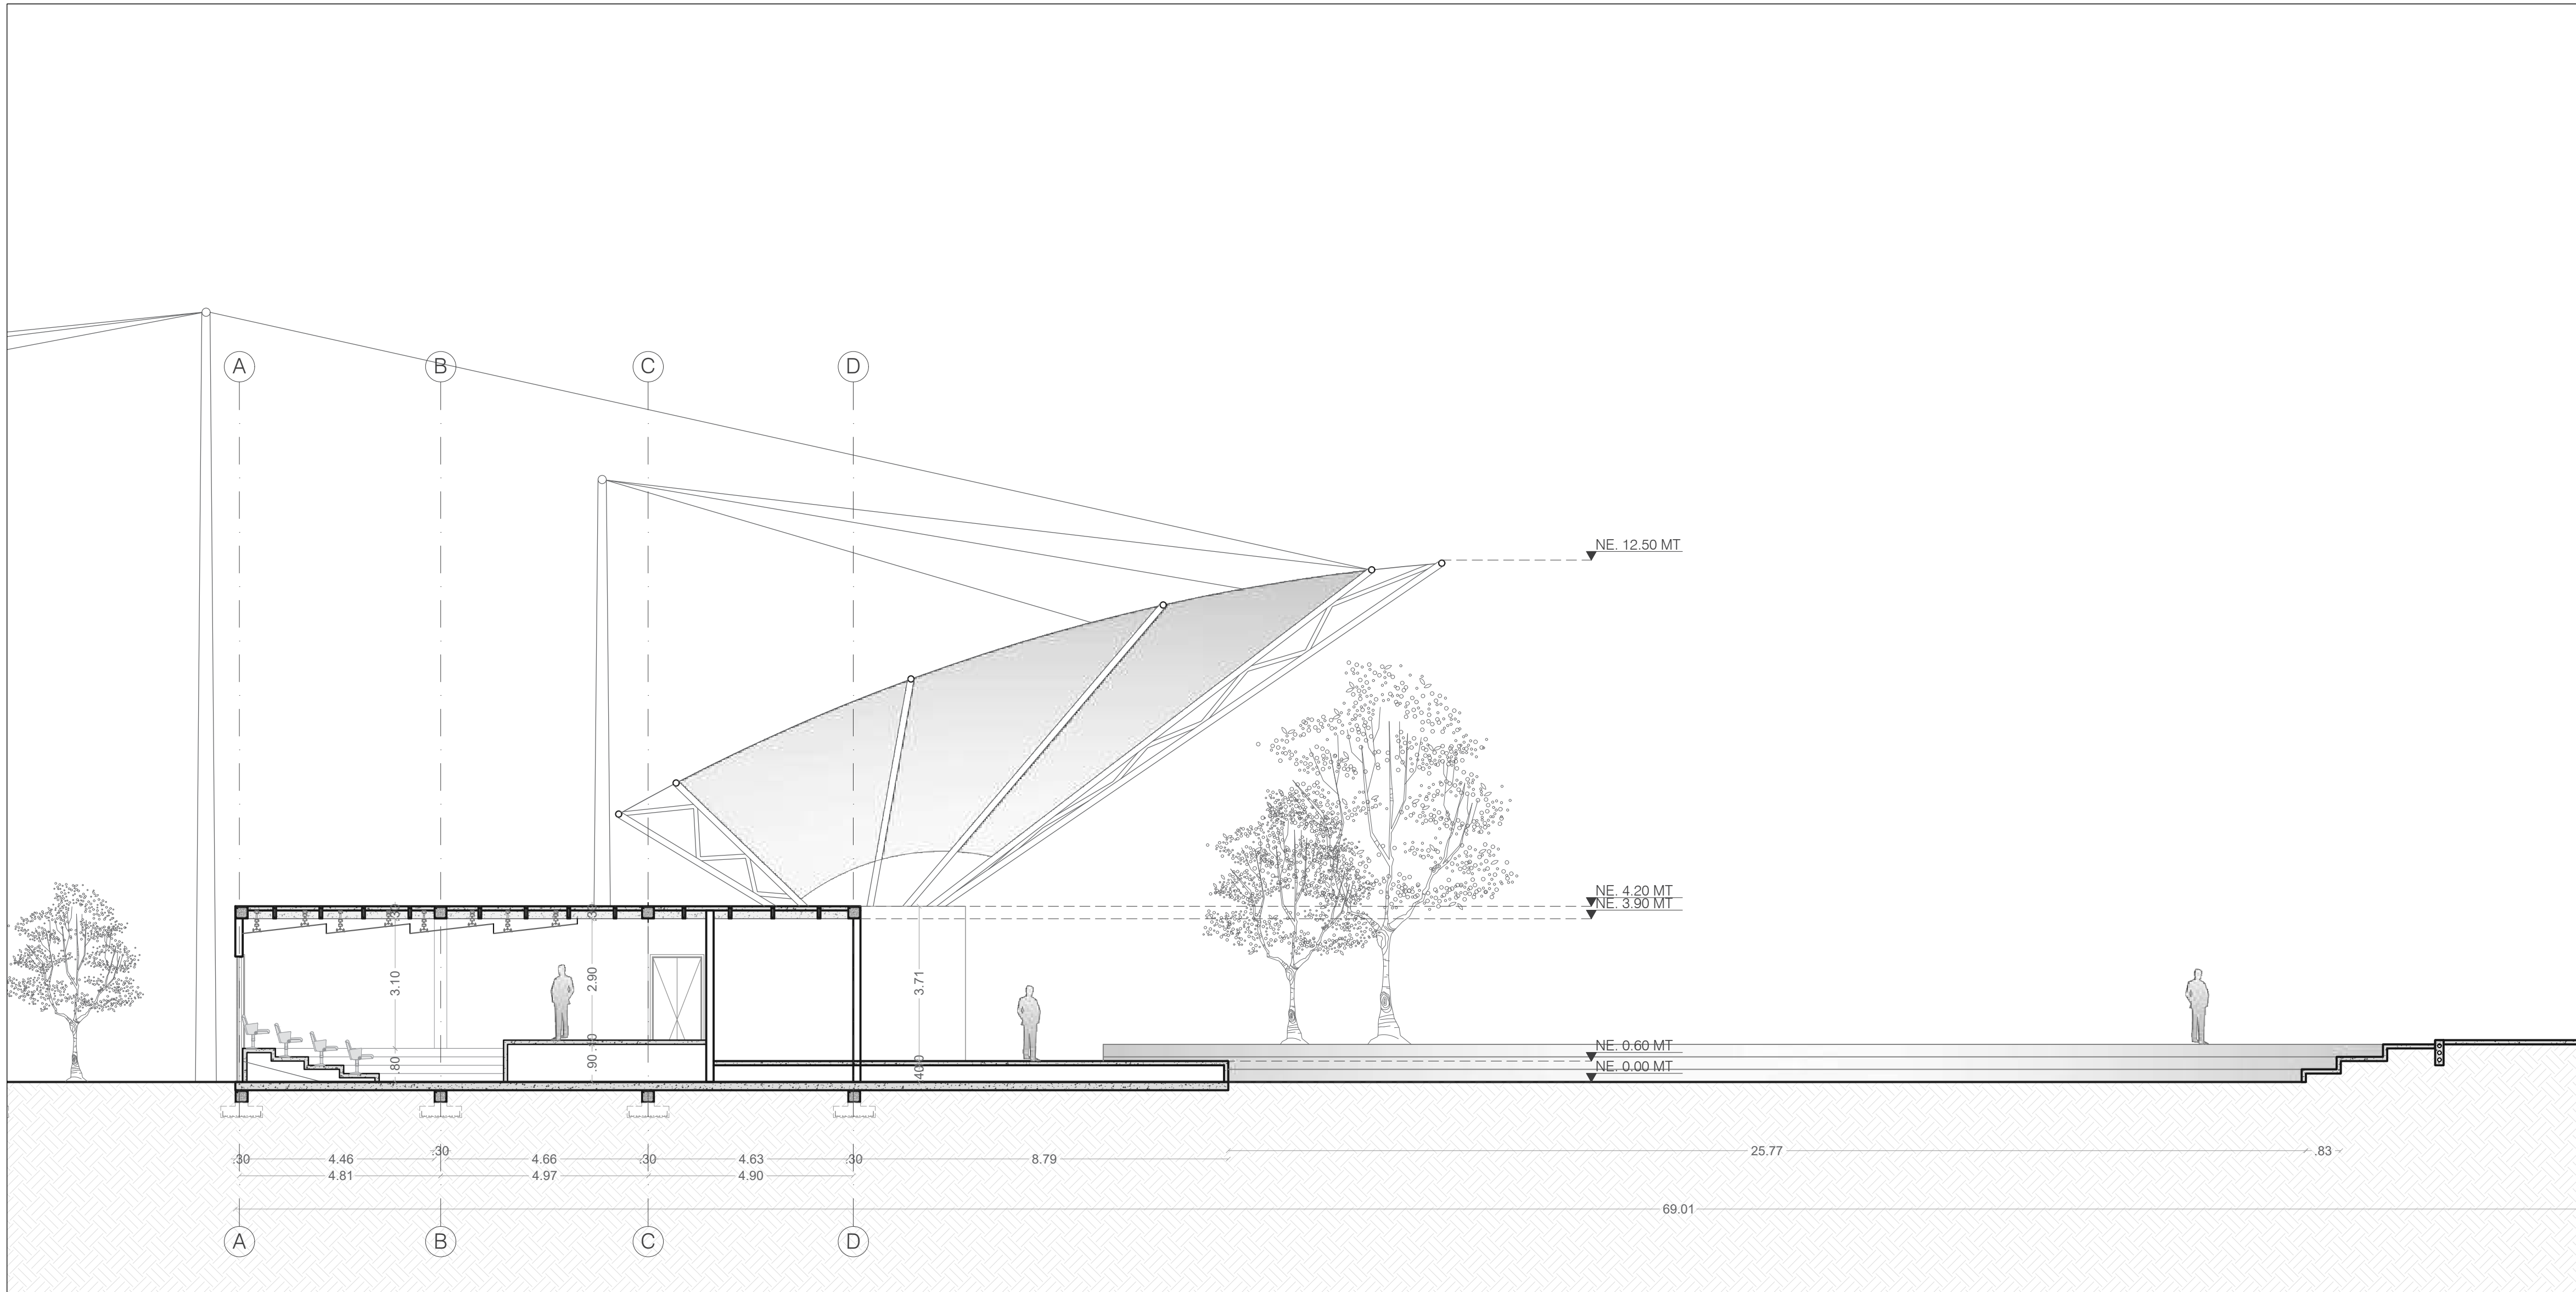 A B C D
NE. 12.50 MT
NE. 4.20 MT
NE. 3.90 MT
3.10
2.90
3.71
.80
.90
.40
NE. 0.60 MT
NE. 0.00 MT
.30 4.46 .30 4.66 .30 4.63 .30 8.79 25.77 .83
4.81 4.97 4.90
69.01
A B C D